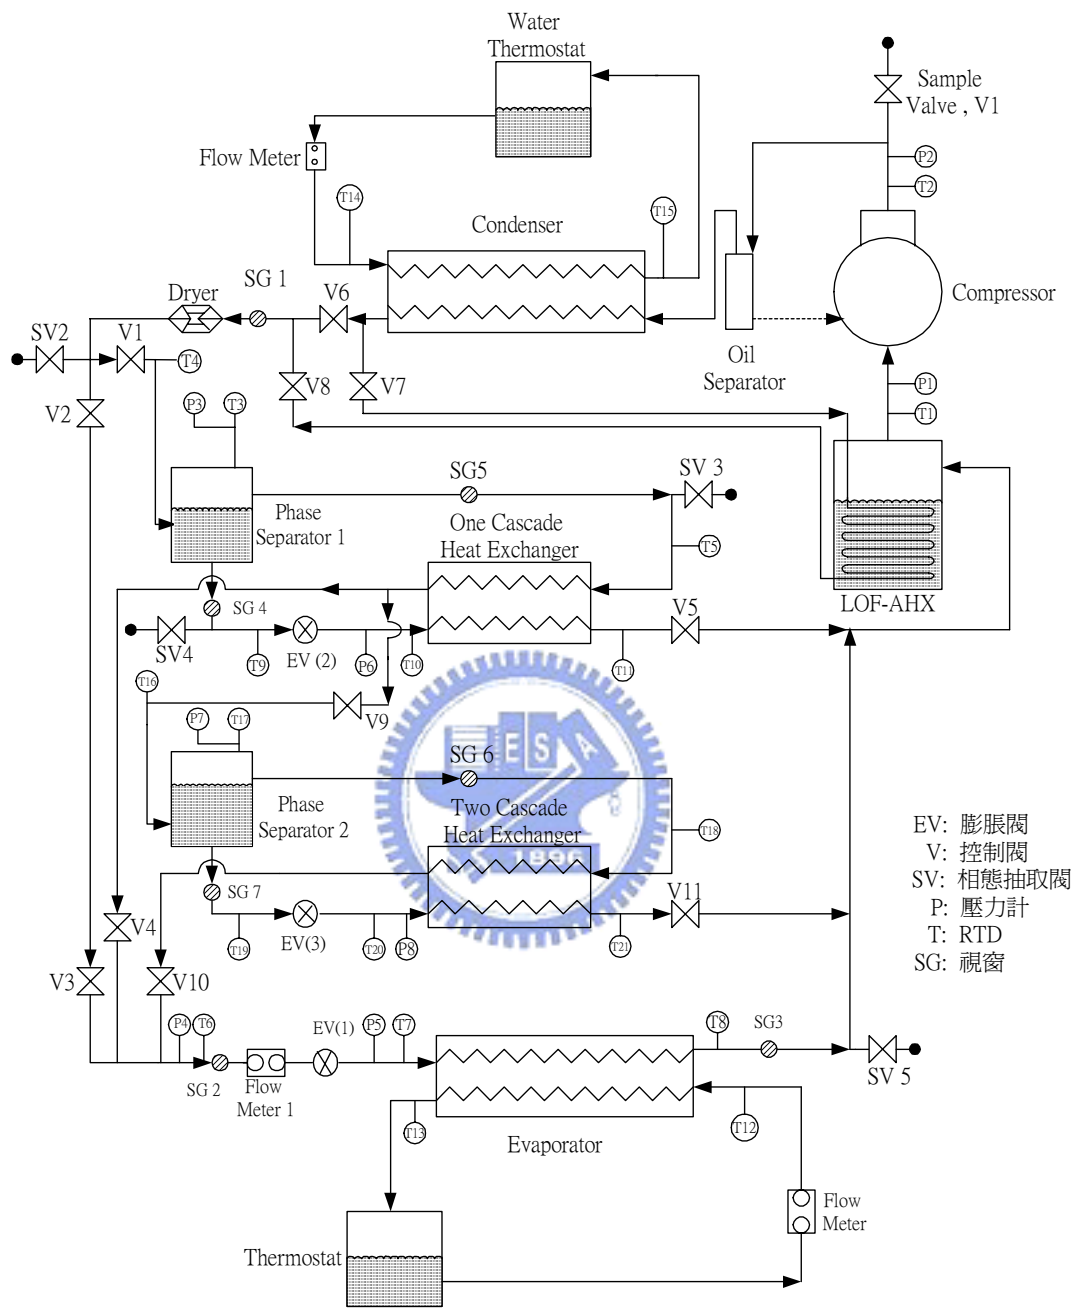 Water
Thermostat
Sample
Valve , V1
Flow Meter
P2
T2
T14
T15
Condenser
SG 1
V6
Dryer
Compressor
SV2
V1
T4
Oil
Separator
V8
V7
P1
T1
V2
P3
T3
SG5
SV 3
Phase
Separator 1
One Cascade
Heat Exchanger
T5
LOF-AHX
SG 4
V5
SV4
T9
EV (2)
P6
T10
T11
T16
V9
P7
T17
SG 6
ESA
Phase
Separator 2
Two Cascade
Heat Exchanger
T18
1896
SG 7
V11
V4
T19
EV(3)
T20
P8
T21
V3
V10
P4
T6
EV(1)
P5
T7
T8
SG3
SG 2
Flow
Meter 1
SV 5
T13
T12
Evaporator
Flow
Meter
Thermostat
EV: 膨脹閥
V: 控制閥
SV: 相態抽取閥
P: 壓力計
T: RTD
SG: 視窗